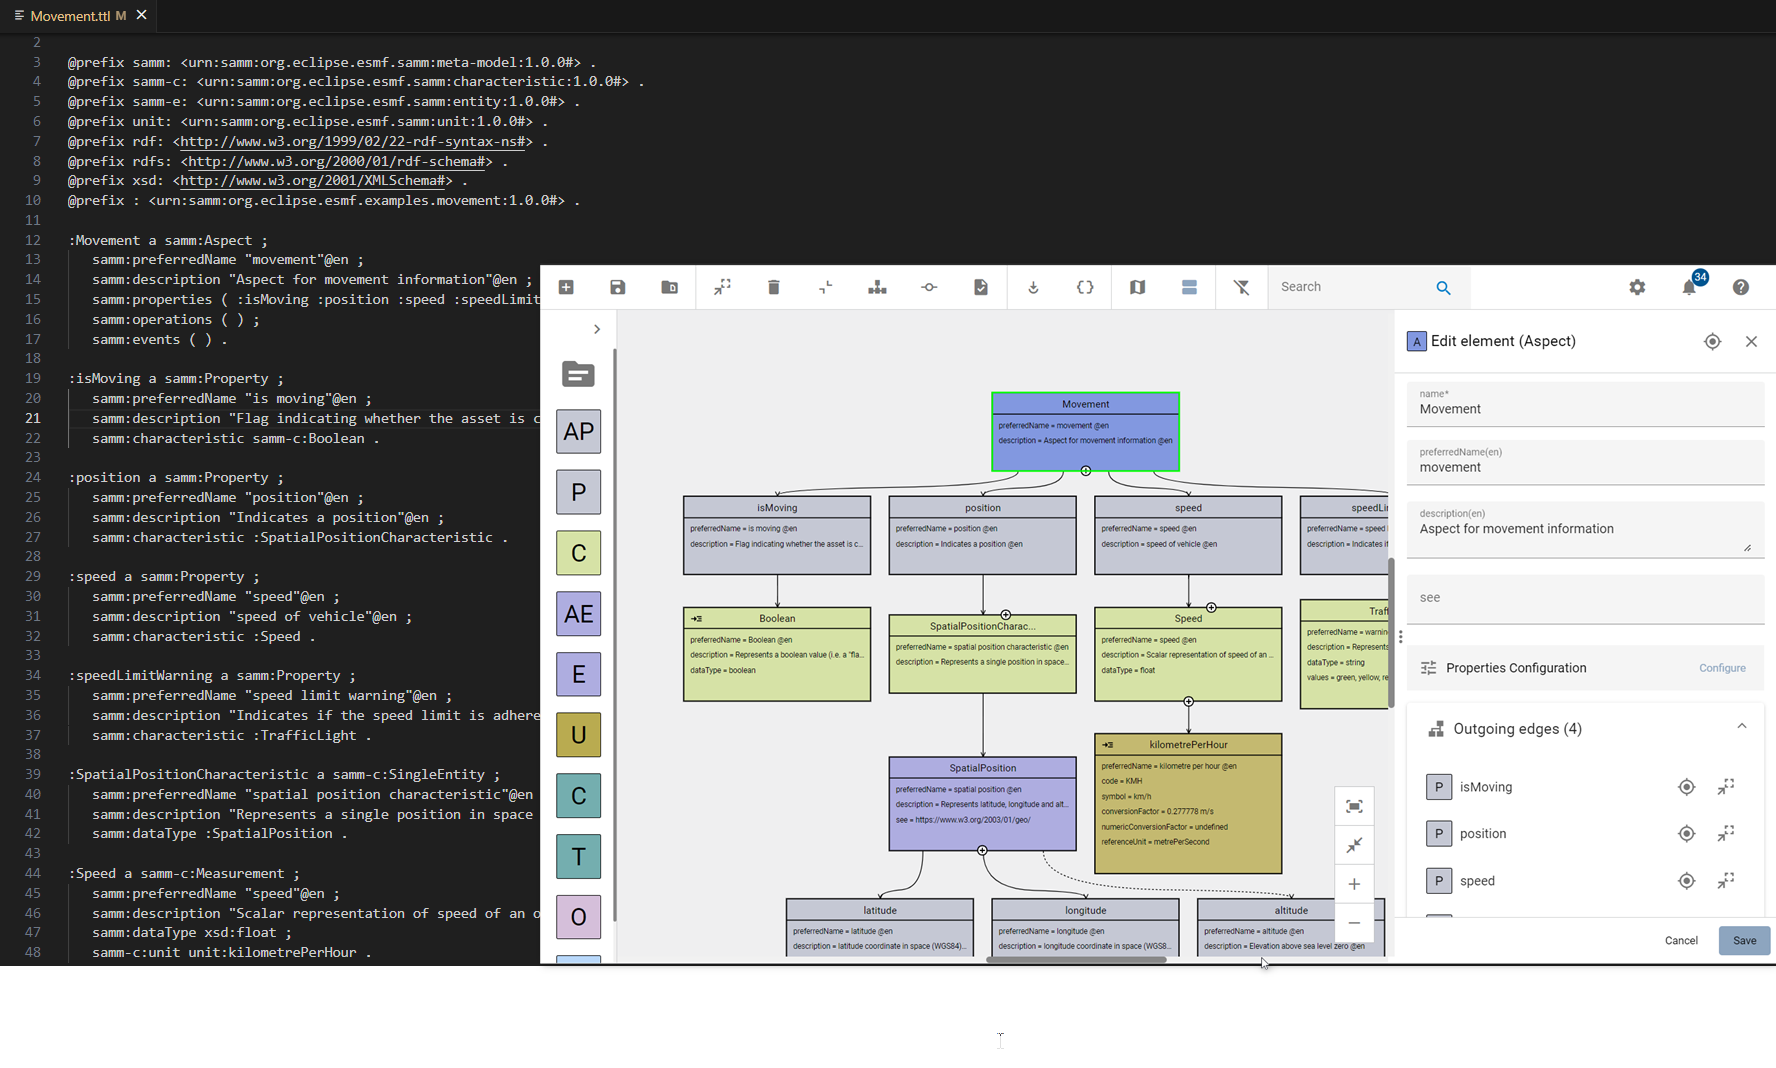 Movement.ttl M
2
3 @prefix samm: <urn:samm:org.eclipse.esmf.samm:meta-model:1.0.0#> .
4 @prefix samm-c: <urn:samm:org.eclipse.esmf.samm:characteristic:1.0.0#> .
5 @prefix samm-e: <urn:samm:org.eclipse.esmf.samm:entity:1.0.0#> .
6 @prefix unit: <urn:samm:org.eclipse.esmf.samm:unit:1.0.0#> .
7 @prefix rdf: <http://www.w3.org/1999/02/22-rdf-syntax-ns#> .
8 @prefix rdfs: <http://www.w3.org/2000/01/rdf-schema#> .
9 @prefix xsd: <http://www.w3.org/2001/XMLSchema#> .
10 @prefix : <urn:samm:org.eclipse.esmf.examples.movement:1.0.0#> .
11
12 :Movement a samm:Aspect ;
13 samm:preferredName "movement"@en ;
14 samm:description "Aspect for movement information"@en ;
15 samm:properties ( :isMoving :position :speed :speedLimit
16 samm:operations ( ) ;
17 samm:events ( ) .
18
19 :isMoving a samm:Property ;
20 samm:preferredName "is moving"@en ;
21 samm:description "Flag indicating whether the asset is c
22 samm:characteristic samm-c:Boolean .
23
24 :position a samm:Property ;
25 samm:preferredName "position"@en ;
26 samm:description "Indicates a position"@en ;
27 samm:characteristic :SpatialPositionCharacteristic .
28
29 :speed a samm:Property ;
30 samm:preferredName "speed"@en ;
31 samm:description "speed of vehicle"@en ;
32 samm:characteristic :Speed .
33
34 :speedLimitWarning a samm:Property ;
35 samm:preferredName "speed limit warning"@en ;
36 samm:description "Indicates if the speed limit is adhere
37 samm:characteristic :TrafficLight .
38
39 :SpatialPositionCharacteristic a samm-c:SingleEntity ;
40 samm:preferredName "spatial position characteristic"@en
41 samm:description "Represents a single position in space
42 samm:dataType :SpatialPosition .
43
44 :Speed a samm-c:Measurement ;
45 samm:preferredName "speed"@en ;
46 samm:description "Scalar representation of speed of an o
47 samm:dataType xsd:float ;
48 samm-c:unit unit:kilometrePerHour .
Search
34
AP
P
C
AE
E
U
C
T
O
Movement
preferredName = movement @en
description = Aspect for movement information @en
isMoving
preferredName = is moving @en
description = Flag indicating whether the asset is c...
position
preferredName = position @en
description = Indicates a position @en
speed
preferredName = speed @en
description = speed of vehicle @en
speedLi
preferredName = speed
description = Indicates if
Boolean
preferredName = Boolean @en
description = Represents a boolean value (i.e. a "fla...
dataType = boolean
SpatialPositionCharac...
preferredName = spatial position characteristic @en
description = Represents a single position in space...
Speed
preferredName = speed @en
description = Scalar representation of speed of an ...
dataType = float
Traff
preferredName = warnin
description = Represents
dataType = string
values = green, yellow, re
SpatialPosition
preferredName = spatial position @en
description = Represents latitude, longitude and alt...
see = https://www.w3.org/2003/01/geo/
kilometrePerHour
preferredName = kilometre per hour @en
code = KMH
symbol = km/h
conversionFactor = 0.277778 m/s
numericConversionFactor = undefined
referenceUnit = metrePerSecond
latitude
preferredName = latitude @en
description = latitude coordinate in space (WGS84)...
longitude
preferredName = longitude @en
description = longitude coordinate in space (WGS8...
altitude
preferredName = altitude @en
description = Elevation above sea level zero @en
A Edit element (Aspect)
name*
Movement
preferredName(en)
movement
description(en)
Aspect for movement information
see
Properties Configuration Configure
Outgoing edges (4)
P isMoving
P position
P speed
Cancel Save